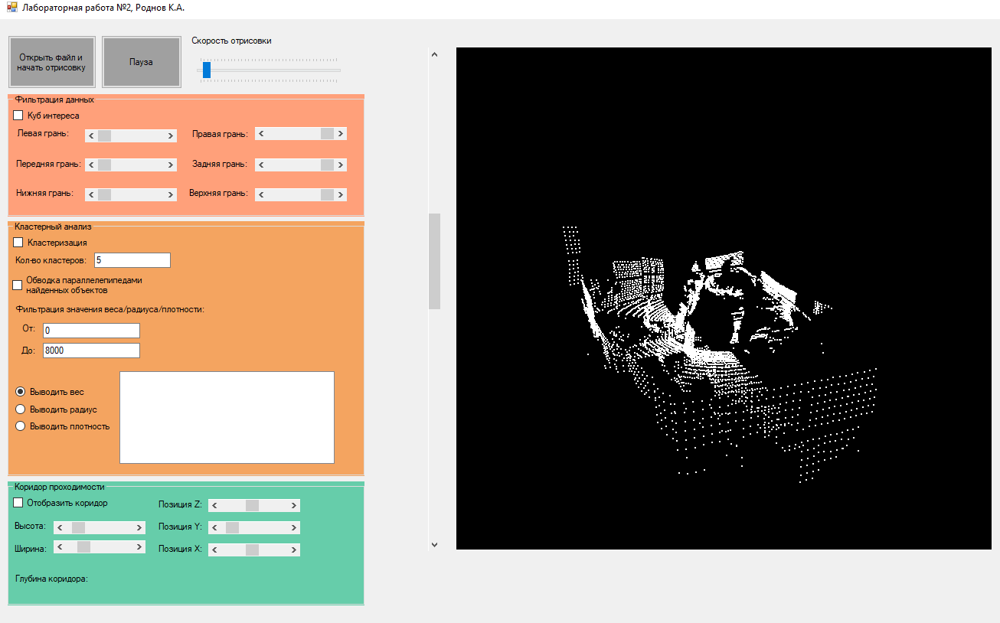 Лабораторная работа №2, Роднов К.А.
Открыть файл и
начать отрисовку
Пауза
Скорость отрисовки
Фильтрация данных
Куб интереса
Левая грань:
Правая грань:
Передняя грань:
Задняя грань:
Нижняя грань:
Верхняя грань:
Кластерный анализ
Кластеризация
Кол-во кластеров:
5
Обводка параллелепипедами
найденных объектов
Фильтрация значения веса/радиуса/плотности:
От:
0
До:
8000
Выводить вес
Выводить радиус
Выводить плотность
Коридор проходимости
Отобразить коридор
Позиция Z:
Высота:
Позиция Y:
Ширина:
Позиция X:
Глубина коридора: